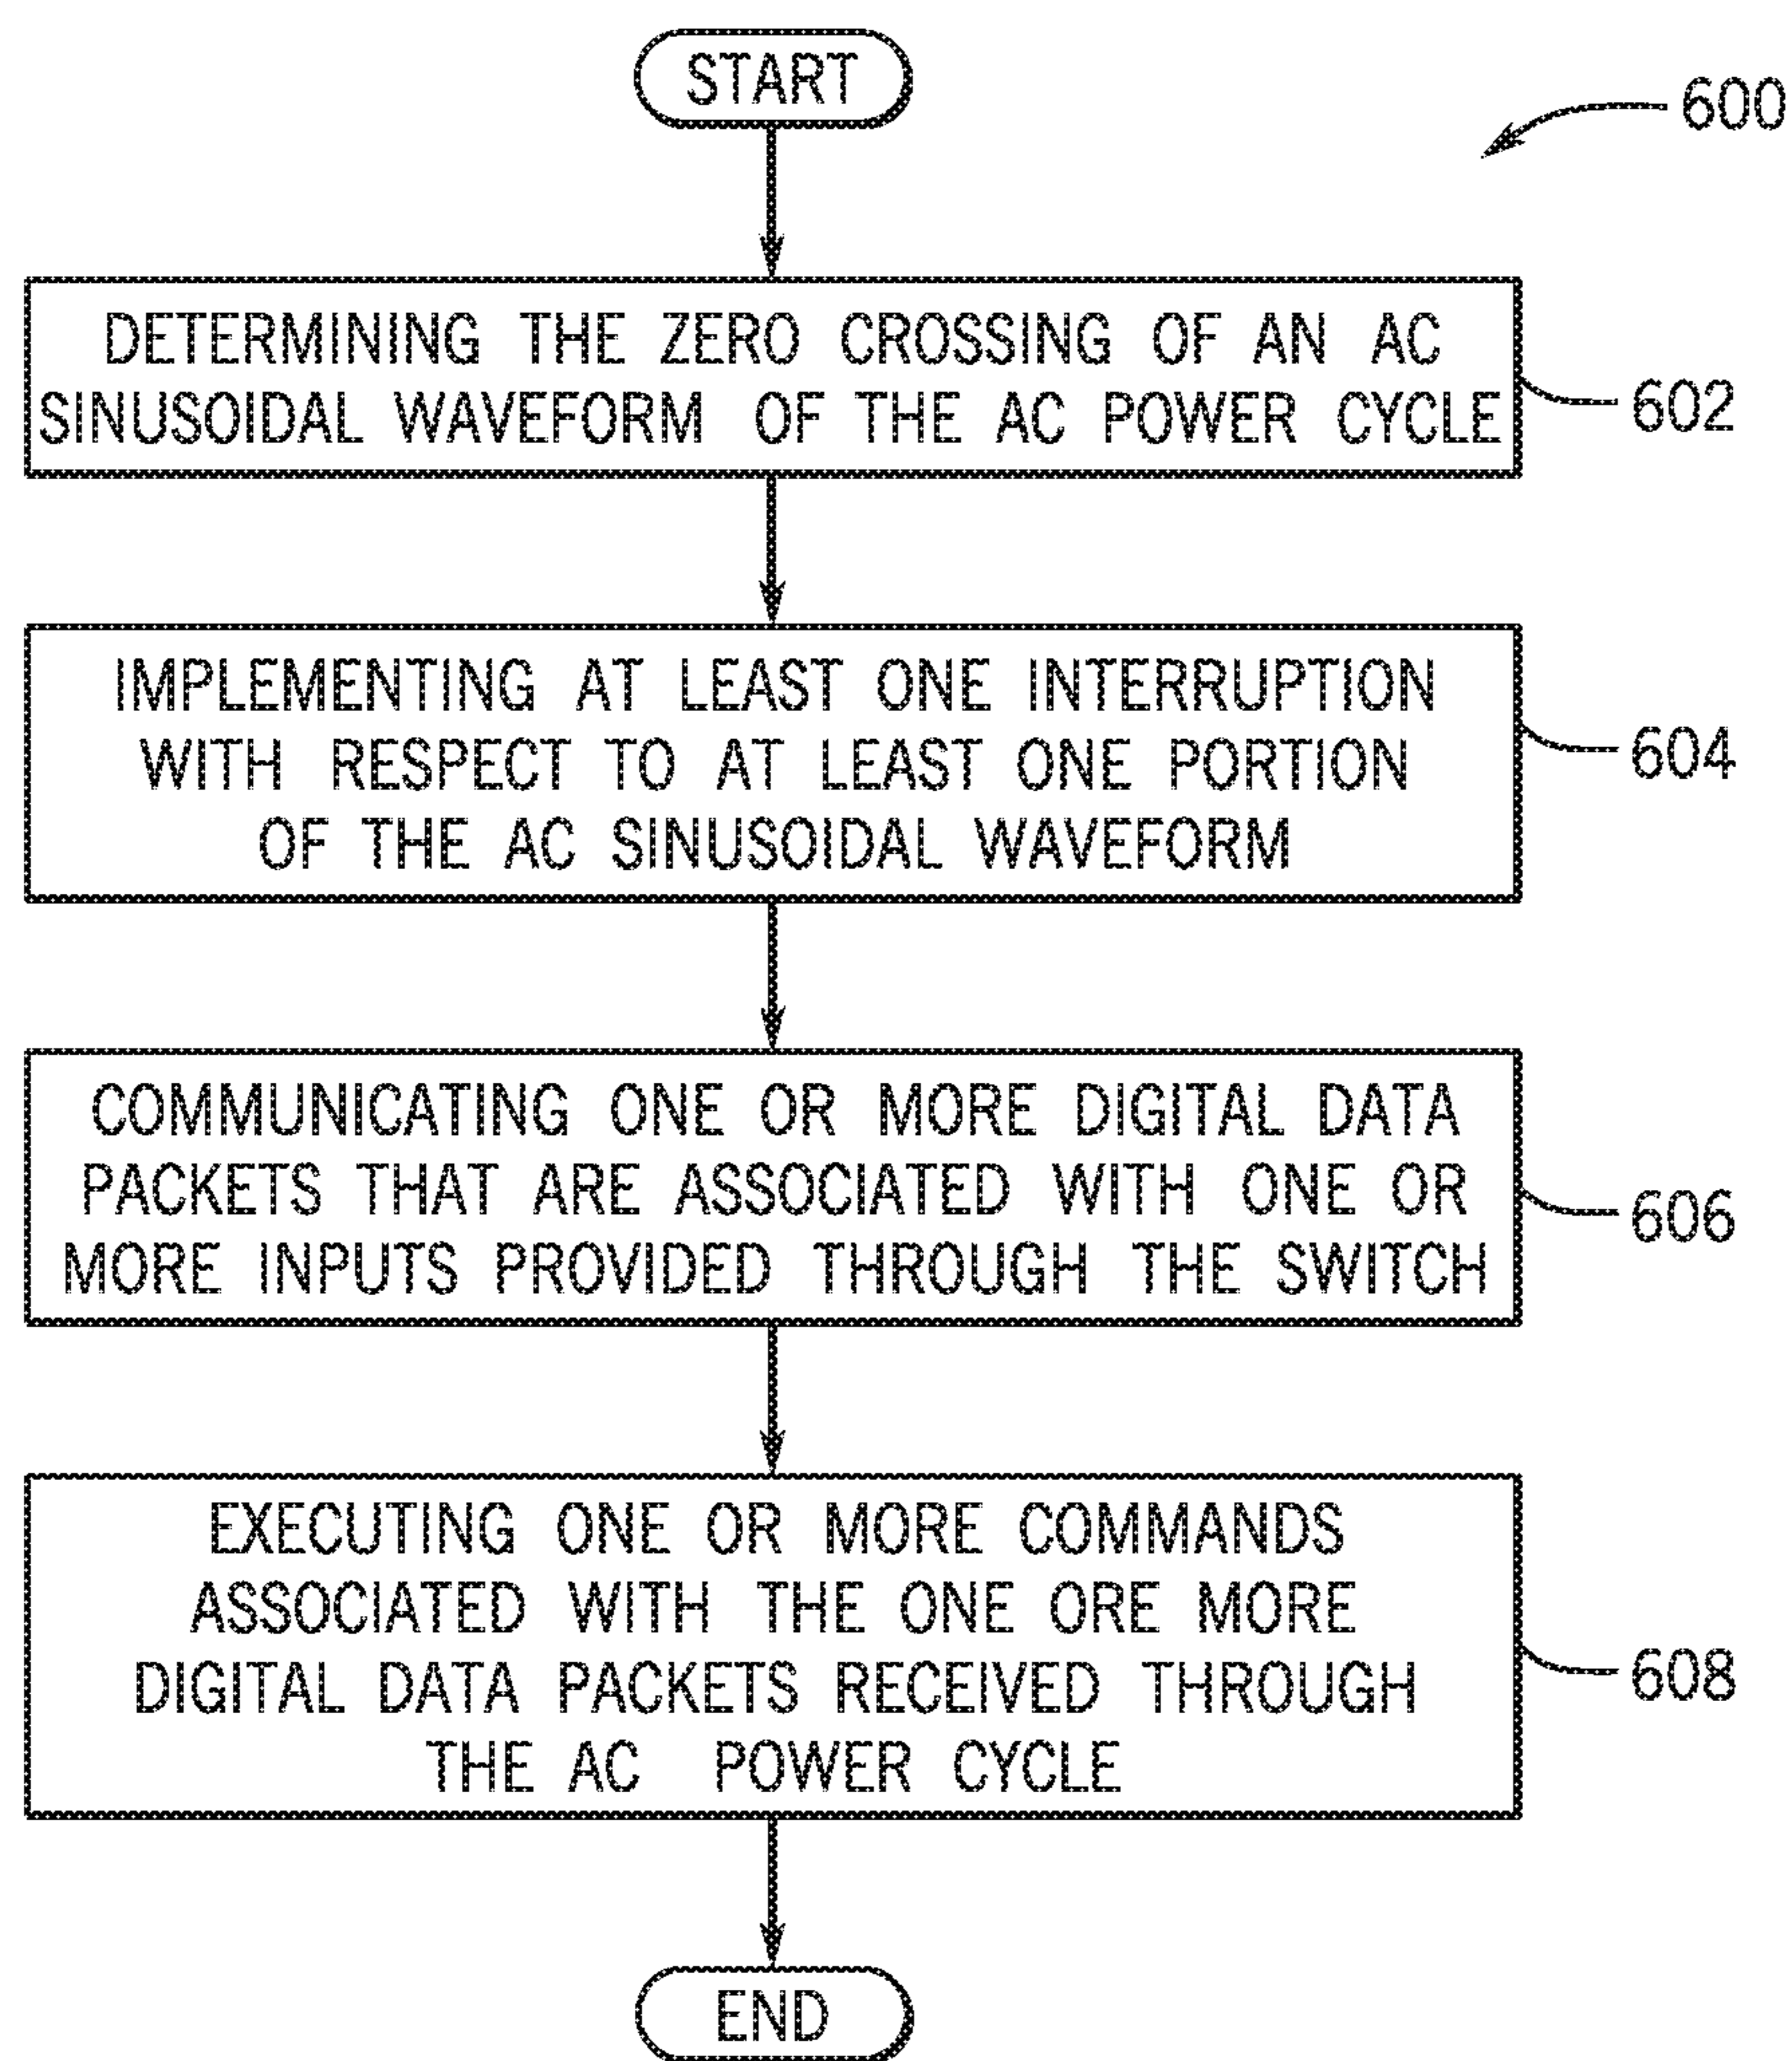 START
600
DETERMINING THE ZERO CROSSING OF AN AC
SINUSOIDAL WAVEFORM OF THE AC POWER CYCLE
602
IMPLEMENTING AT LEAST ONE INTERRUPTION
WITH RESPECT TO AT LEAST ONE PORTION
OF THE AC SINUSOIDAL WAVEFORM
604
COMMUNICATING ONE OR MORE DIGITAL DATA
PACKETS THAT ARE ASSOCIATED WITH ONE OR
MORE INPUTS PROVIDED THROUGH THE SWITCH
606
EXECUTING ONE OR MORE COMMANDS
ASSOCIATED WITH THE ONE ORE MORE
DIGITAL DATA PACKETS RECEIVED THROUGH
THE AC POWER CYCLE
608
END